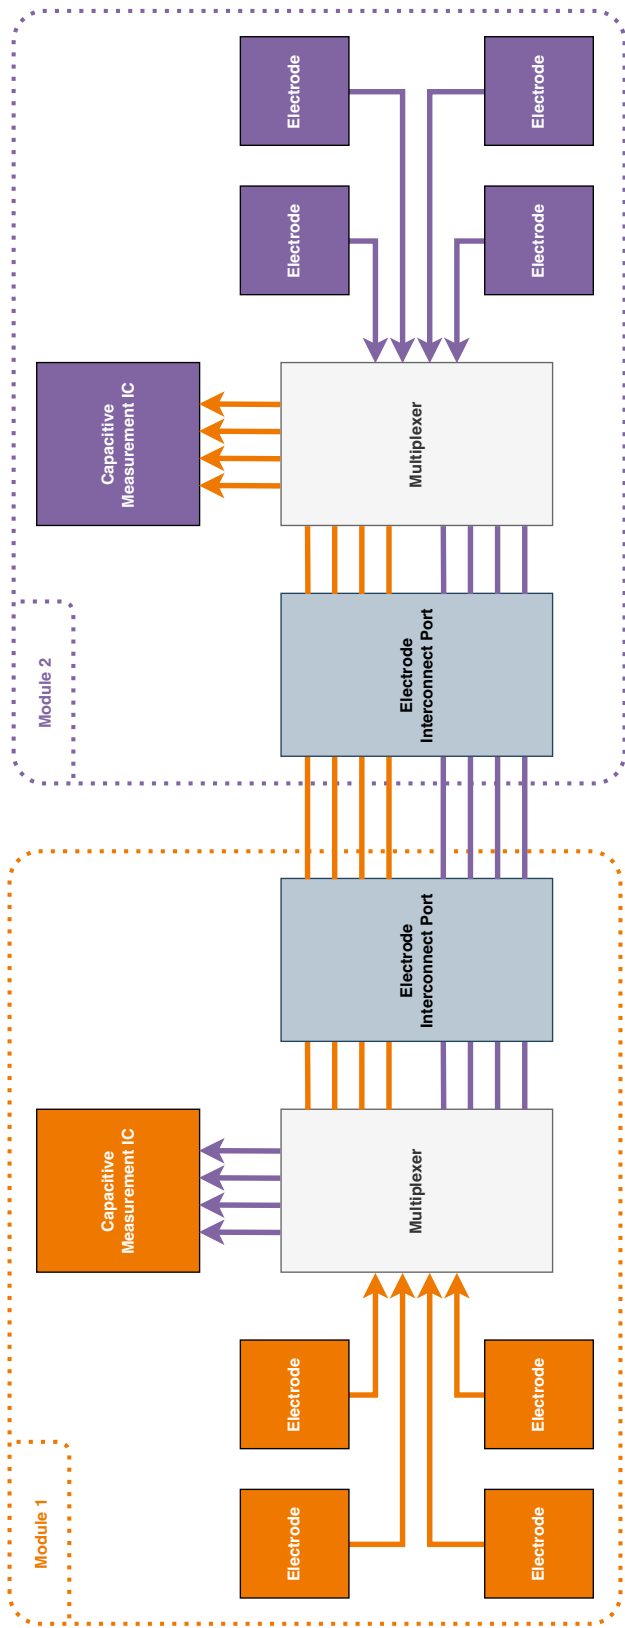 Module 1
Electrode
Electrode
Electrode
Electrode
Capacitive
Measurement IC
Multiplexer
Electrode
Interconnect Port
Module 2
Electrode
Interconnect Port
Capacitive
Measurement IC
Multiplexer
Electrode
Electrode
Electrode
Electrode